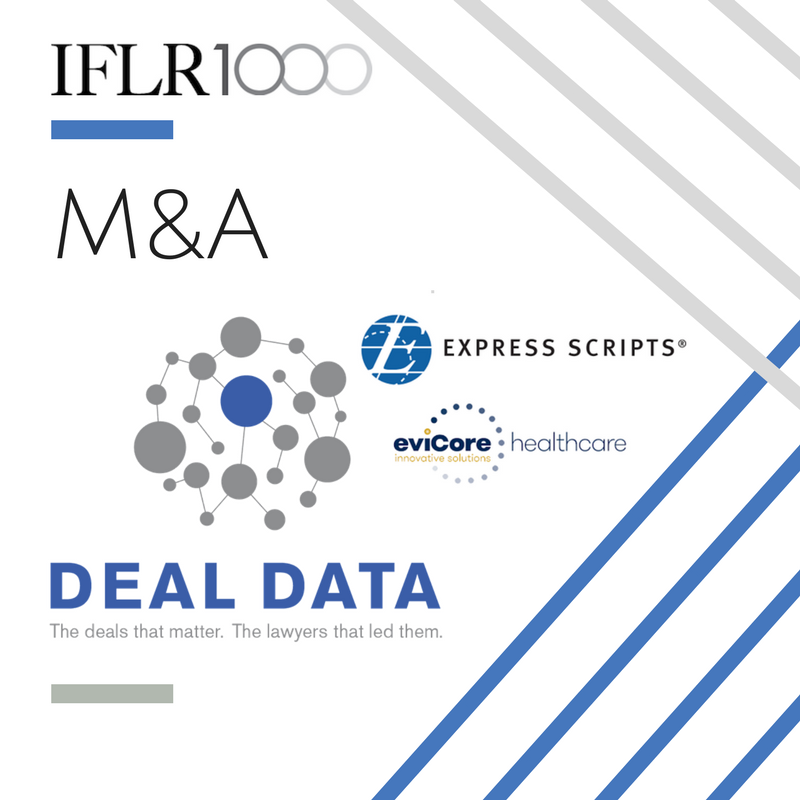 IFLR1000
M&A
E EXPRESS SCRIPTS®
eviCore healthcare
innovative solutions
DEAL DATA
The deals that matter. The lawyers that led them.